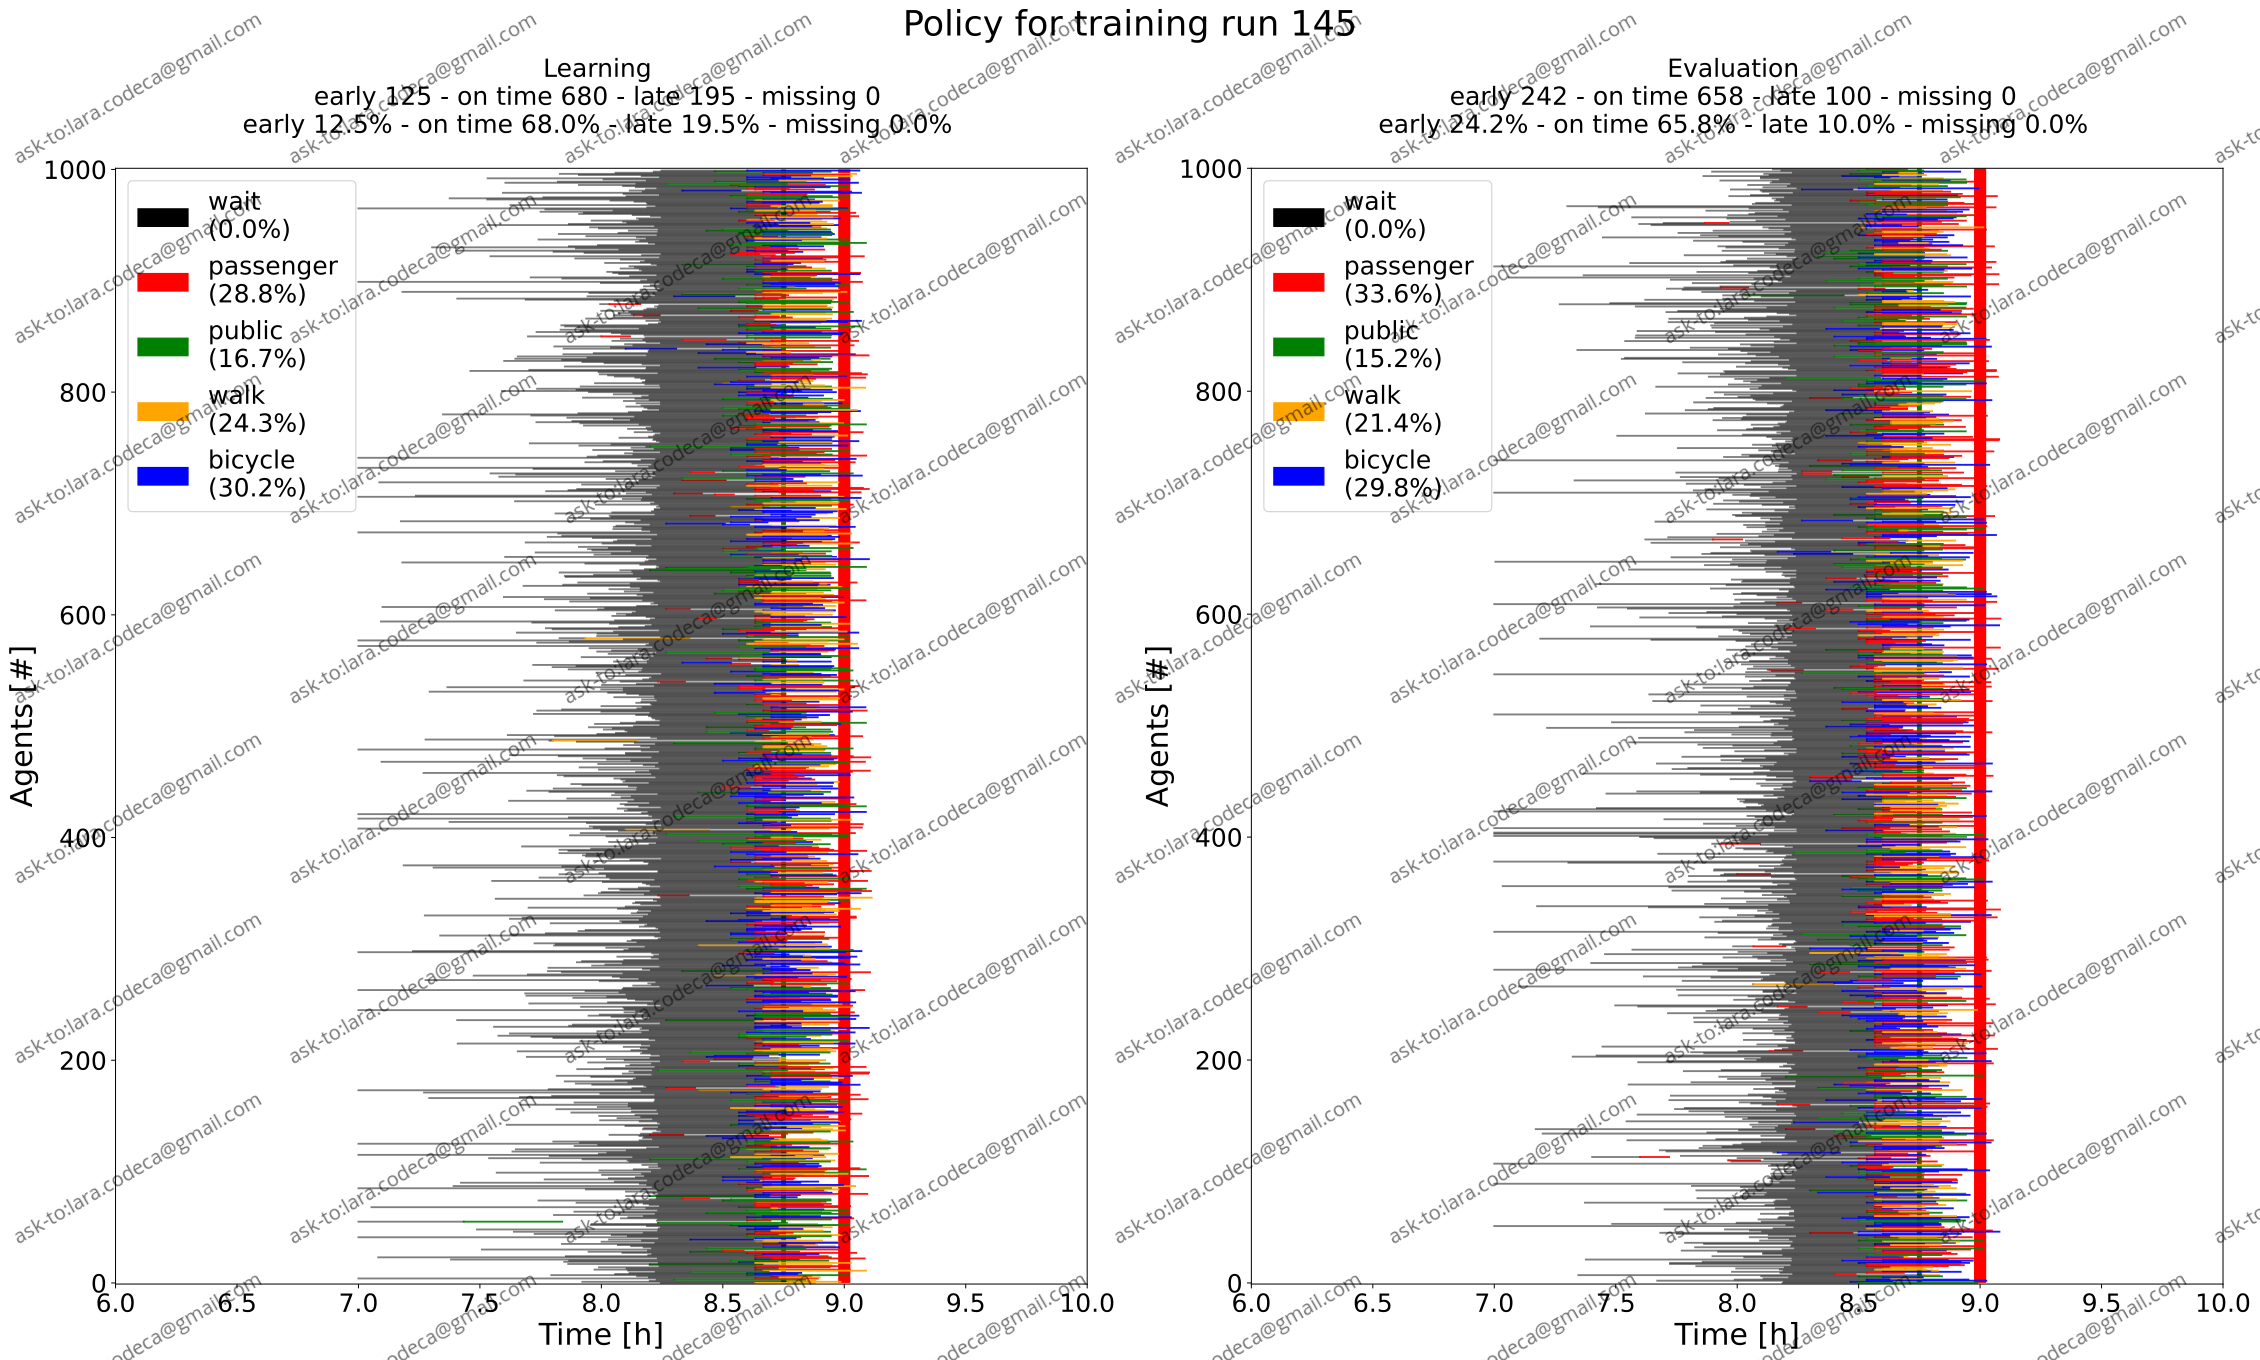 Policy for training run 145
Learning
early 125 - on time 680 - late 195 - missing 0
early 12.5% - on time 68.0% - late 19.5% - missing 0.0%
1000
800
600
400
200
0
Agents [#]
wait
(0.0%)
passenger
(28.8%)
public
(16.7%)
walk
(24.3%)
bicycle
(30.2%)
6.0 6.5 7.0 7.5 8.0 8.5 9.0 9.5 10.0
Time [h]
Evaluation
early 242 - on time 658 - late 100 - missing 0
early 24.2% - on time 65.8% - late 10.0% - missing 0.0%
1000
800
600
400
200
0
Agents [#]
wait
(0.0%)
passenger
(33.6%)
public
(15.2%)
walk
(21.4%)
bicycle
(29.8%)
6.0 6.5 7.0 7.5 8.0 8.5 9.0 9.5 10.0
Time [h]
ask-to:lara.codeca@gmail.com